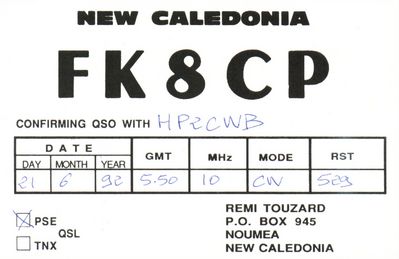 NEW CALEDONIA
FK8CP
CONFIRMING QSO WITH HP2CWB
DATE
DAY MONTH YEAR GMT MHz MODE RST
21 6 92 5.50 10 CW 529
PSE
QSL
TNX
REMI TOUZARD
P.O. BOX 945
NOUMEA
NEW CALEDONIA